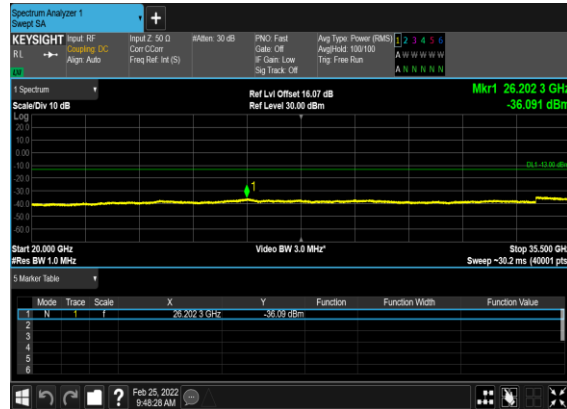 Spectrum Analyzer 1
Swept SA
+
KEYSIGHT Input: RF Input Z: 50 Ω #Atten: 30 dB PNO: Fast Avg Type: Power (RMS) 1 2 3 4 5 6
RL Coupling: DC Corr CCorr Gate: Off Avg|Hold: 100/100 A W W W W W
Align: Auto Freq Ref: Int (S) IF Gain: Low Trig: Free Run
Sig Track: Off A N N N N N
1 Spectrum Ref Lvl Offset 16.07 dB Mkr1 26.202 3 GHz
Scale/Div 10 dB Ref Level 30.00 dBm -36.091 dBm
Log
20.0
10.0
0.00
-10.0 DL1 -13.00 dBm
-20.0
-30.0 1
-40.0
-50.0
-60.0
Start 20.000 GHz Video BW 3.0 MHz* Stop 35.500 GHz
#Res BW 1.0 MHz Sweep ~30.2 ms (40001 pts)
5 Marker Table
Mode Trace Scale X Y Function Function Width Function Value
1 N 1 f 26.202 3 GHz -36.09 dBm
2
3
4
5
6
? Feb 25, 2022
9:48:28 AM